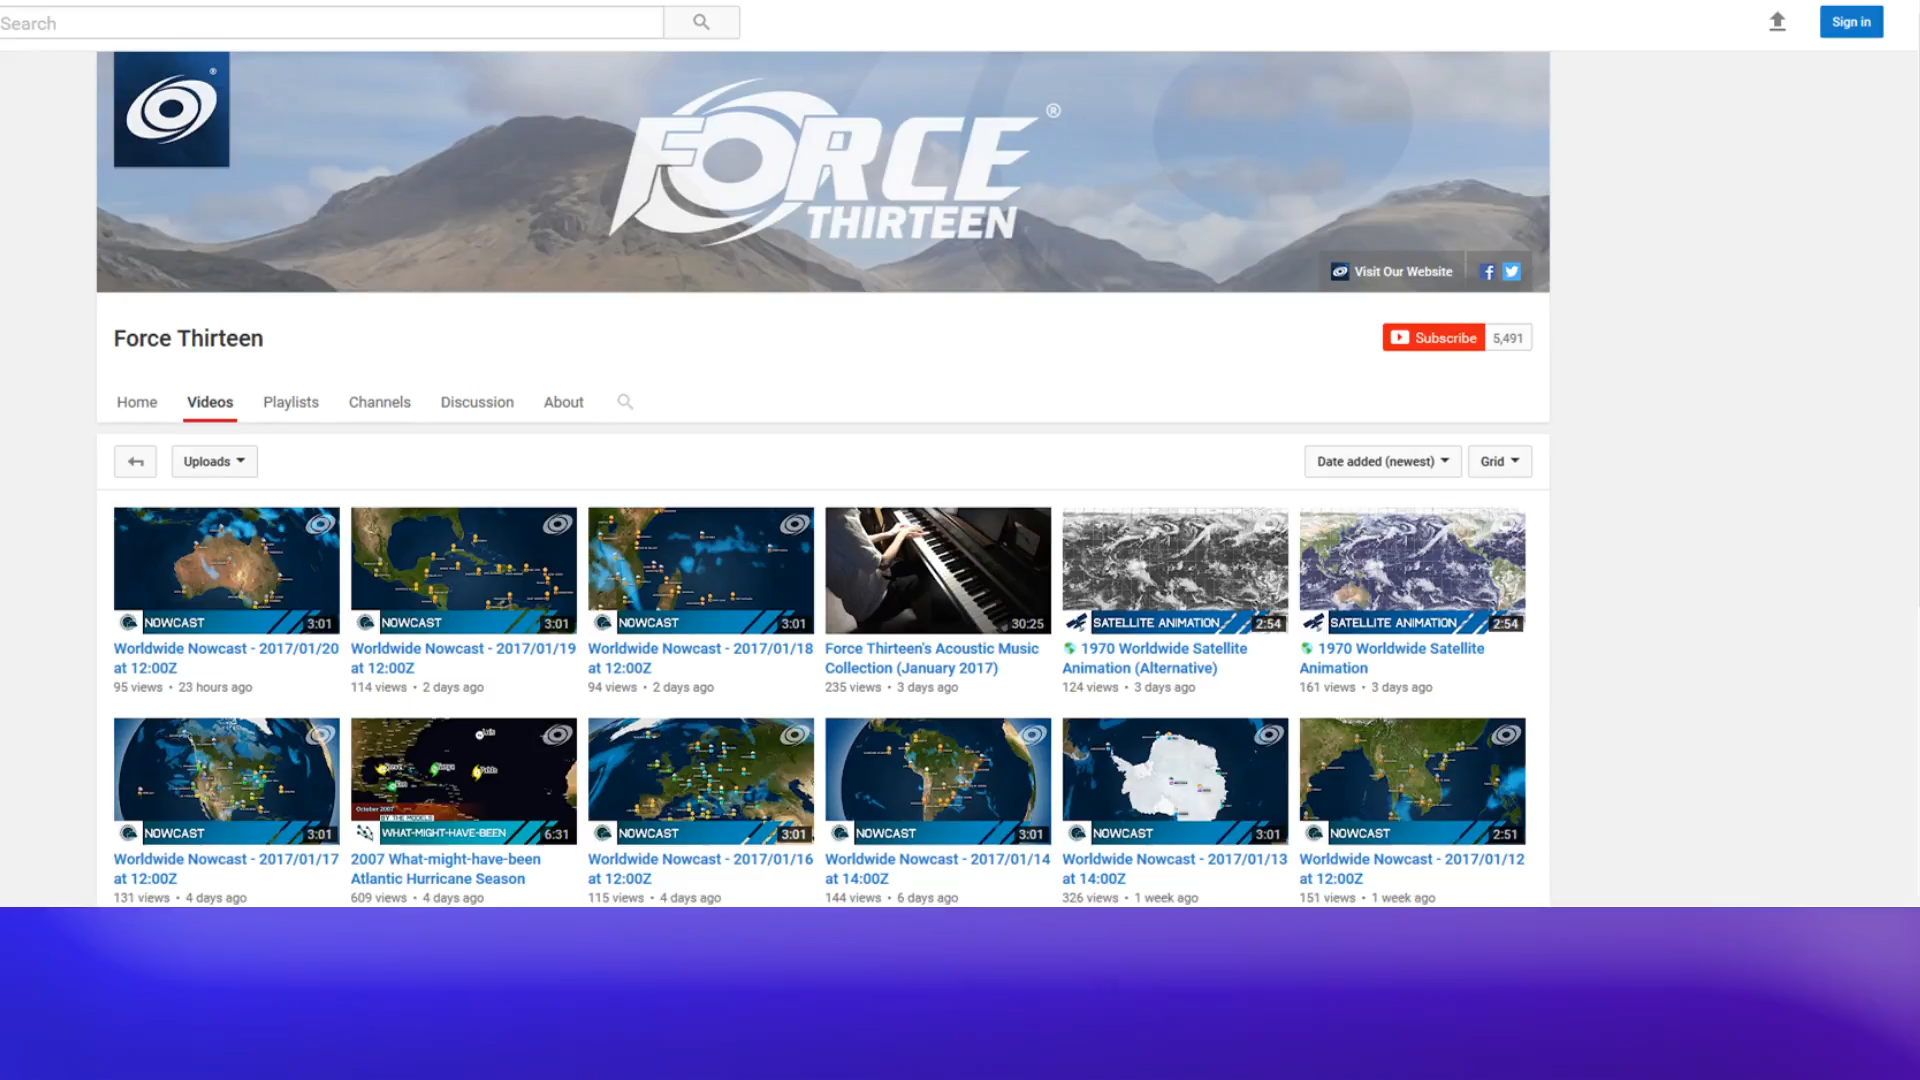 Search
Sign in
FORCE ®
THIRTEEN
Visit Our Website
Force Thirteen
Subscribe 5,491
Home Videos Playlists Channels Discussion About
Uploads
Date added (newest) Grid
NOWCAST 3:01
NOWCAST 3:01
NOWCAST 3:01
30:25
SATELLITE ANIMATION 2:54
SATELLITE ANIMATION 2:54
Worldwide Nowcast - 2017/01/20
at 12:00Z
95 views • 23 hours ago
Worldwide Nowcast - 2017/01/19
at 12:00Z
114 views • 2 days ago
Worldwide Nowcast - 2017/01/18
at 12:00Z
94 views • 2 days ago
Force Thirteen's Acoustic Music
Collection (January 2017)
235 views • 3 days ago
1970 Worldwide Satellite
Animation (Alternative)
124 views • 3 days ago
1970 Worldwide Satellite
Animation
161 views • 3 days ago
NOWCAST 3:01
October 2007
BY THE MODELS
WHAT-MIGHT-HAVE-BEEN 6:31
NOWCAST 3:01
NOWCAST 3:01
NOWCAST 3:01
NOWCAST 2:51
Worldwide Nowcast - 2017/01/17
at 12:00Z
131 views • 4 days ago
2007 What-might-have-been
Atlantic Hurricane Season
609 views • 4 days ago
Worldwide Nowcast - 2017/01/16
at 12:00Z
115 views • 4 days ago
Worldwide Nowcast - 2017/01/14
at 14:00Z
144 views • 6 days ago
Worldwide Nowcast - 2017/01/13
at 14:00Z
326 views • 1 week ago
Worldwide Nowcast - 2017/01/12
at 12:00Z
151 views • 1 week ago